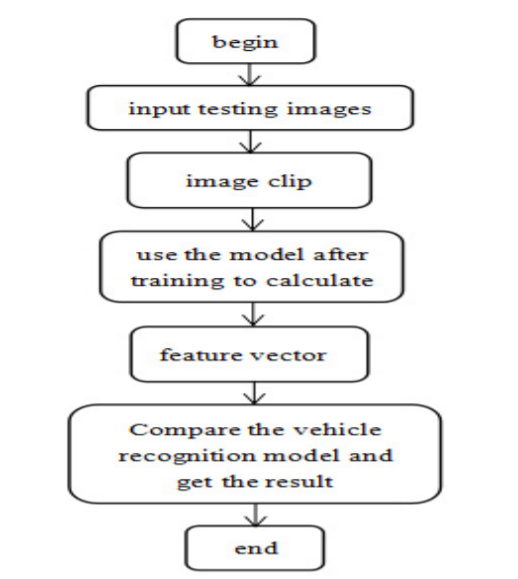 begin
input testing images
image clip
use the model after
training to calculate
feature vector
Compare the vehicle
recognition model and
get the result
end